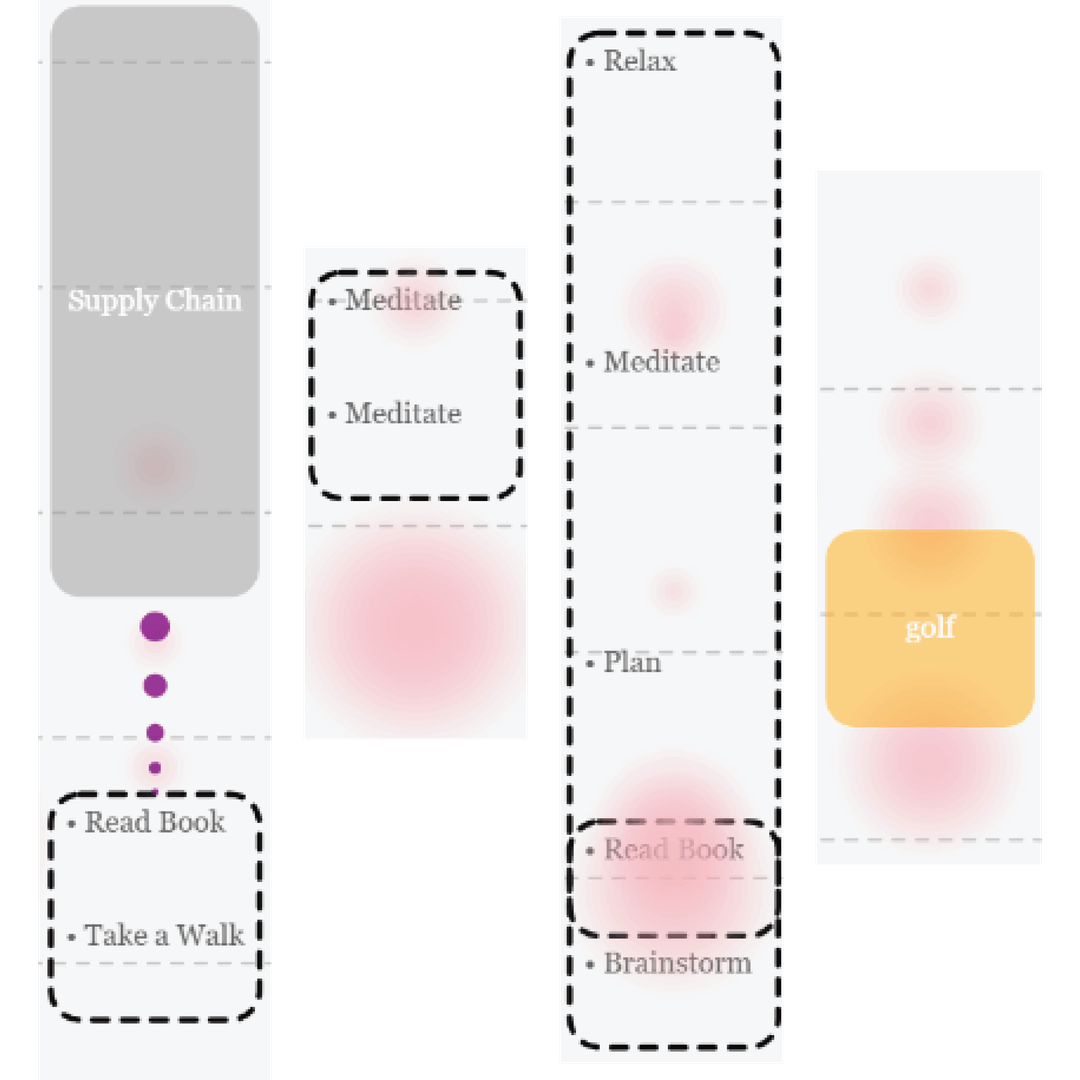 Supply Chain
• Read Book
• Take a Walk
• Meditate
• Meditate
• Relax
• Meditate
• Plan
• Read Book
• Brainstorm
golf